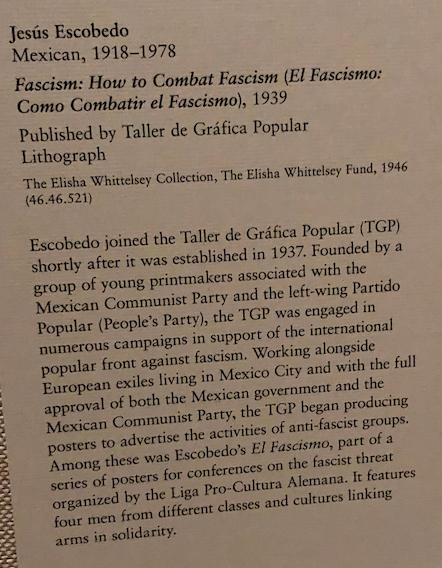 Jesús Escobedo
Mexican, 1918–1978
Fascism: How to Combat Fascism (El Fascismo:
Como Combatir el Fascismo), 1939
Published by Taller de Gráfica Popular
Lithograph
The Elisha Whittelsey Collection, The Elisha Whittelsey Fund, 1946
(46.46.521)
Escobedo joined the Taller de Gráfica Popular (TGP)
shortly after it was established in 1937. Founded by a
group of young printmakers associated with the
Mexican Communist Party and the left-wing Partido
Popular (People's Party), the TGP was engaged in
numerous campaigns in support of the international
popular front against fascism. Working alongside
European exiles living in Mexico City and with the full
approval of both the Mexican government and the
Mexican Communist Party, the TGP began producing
posters to advertise the activities of anti-fascist groups.
Among these was Escobedo's El Fascismo, part of a
series of posters for conferences on the fascist threat
organized by the Liga Pro-Cultura Alemana. It features
four men from different classes and cultures linking
arms in solidarity.